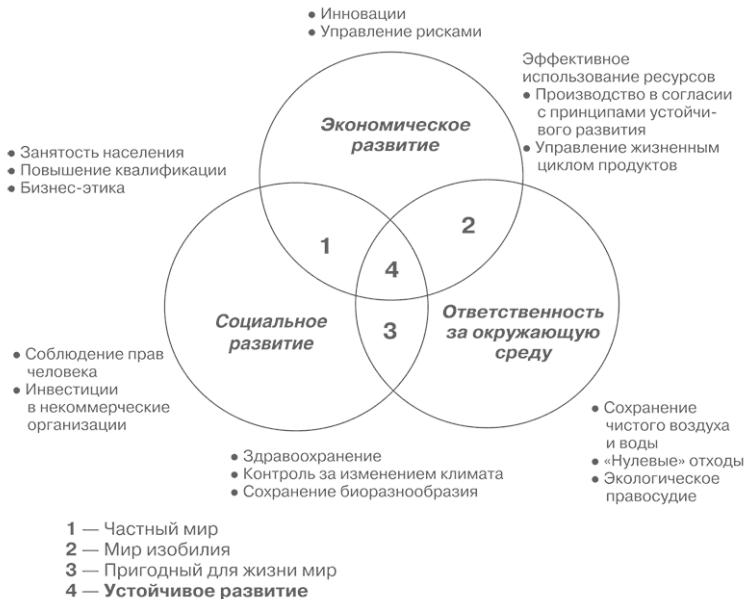 ● Инновации
● Управление рисками
Эффективное
использование ресурсов
● Производство в согласии
с принципами устойчи-
вого развития
● Управление жизненным
циклом продуктов
Экономическое
развитие
● Занятость населения
● Повышение квалификации
● Бизнес-этика
1
2
4
3
Социальное
развитие
Ответственность
за окружающую
среду
● Соблюдение прав
человека
● Инвестиции
в некоммерческие
организации
● Сохранение
чистого воздуха
и воды
● «Нулевые» отходы
● Экологическое
правосудие
● Здравоохранение
● Контроль за изменением климата
● Сохранение биоразнообразия
1 — Частный мир
2 — Мир изобилия
3 — Пригодный для жизни мир
4 — Устойчивое развитие